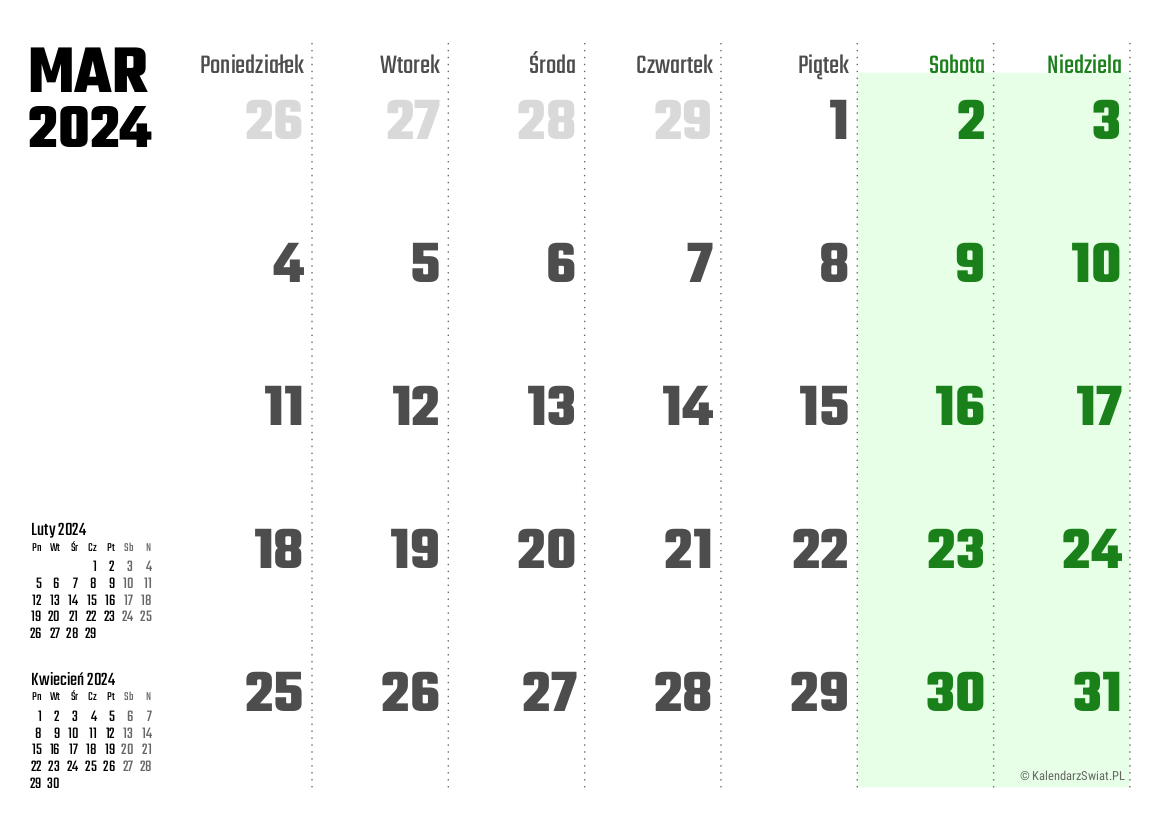 MAR
2024
Poniedziałek Wtorek Środa Czwartek Piątek Sobota Niedziela
26 27 28 29 1 2 3
4 5 6 7 8 9 10
11 12 13 14 15 16 17
18 19 20 21 22 23 24
25 26 27 28 29 30 31
Luty 2024
Pn Wt Śr Cz Pt Sb N
1 2 3 4
5 6 7 8 9 10 11
12 13 14 15 16 17 18
19 20 21 22 23 24 25
26 27 28 29
Kwiecień 2024
Pn Wt Śr Cz Pt Sb N
1 2 3 4 5 6 7
8 9 10 11 12 13 14
15 16 17 18 19 20 21
22 23 24 25 26 27 28
29 30
© KalendarzSwiat.PL